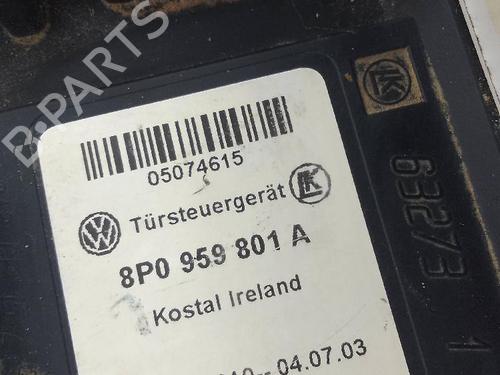 B-PARTS
05074615
Türsteuergerät
8P0 959 801 A
Kostal Ireland
04.07.03